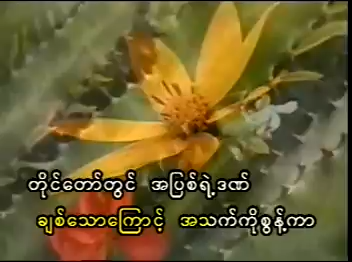 တိုင်တော်တွင် အပြစ်ရဲ့ဒဏ်
ချစ်သောကြောင့် အသက်ကိုစွန့်ကာ